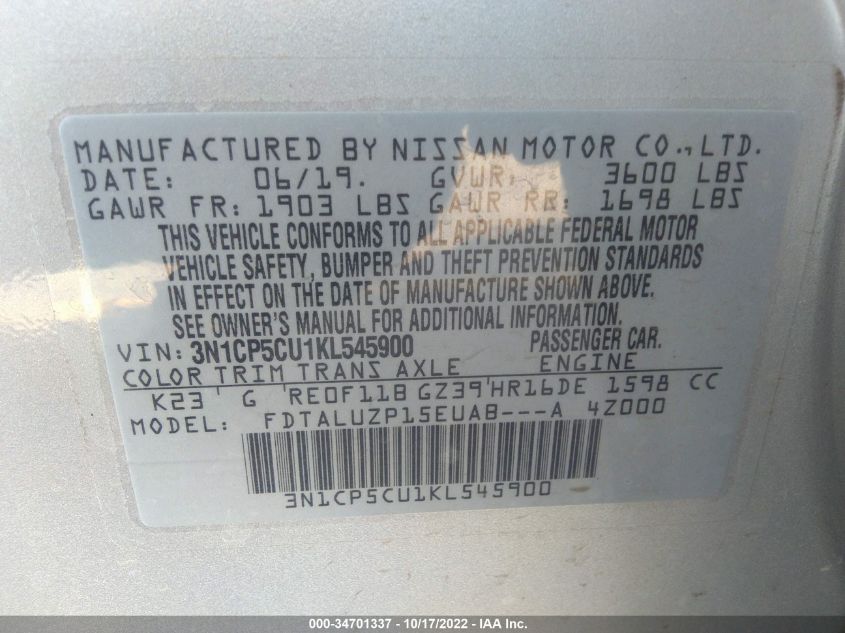 MANUFACTURED BY NISSAN MOTOR CO., LTD.
DATE: 06/19. GVWR: 3600 LBS
GAWR FR: 1903 LBS GAWR RR: 1698 LBS
THIS VEHICLE CONFORMS TO ALL APPLICABLE FEDERAL MOTOR
VEHICLE SAFETY, BUMPER AND THEFT PREVENTION STANDARDS
IN EFFECT ON THE DATE OF MANUFACTURE SHOWN ABOVE.
SEE OWNER'S MANUAL FOR ADDITIONAL INFORMATION.
VIN: 3N1CP5CU1KL545900 PASSENGER CAR.
COLOR TRIM TRANS AXLE ENGINE
K23 G RE0F11B GZ39 HR16DE 1598 CC
MODEL: FDTALUZP15EUAB---A 4Z000
3N1CP5CU1KL545900
000-34701337 - 10/17/2022 - IAA Inc.